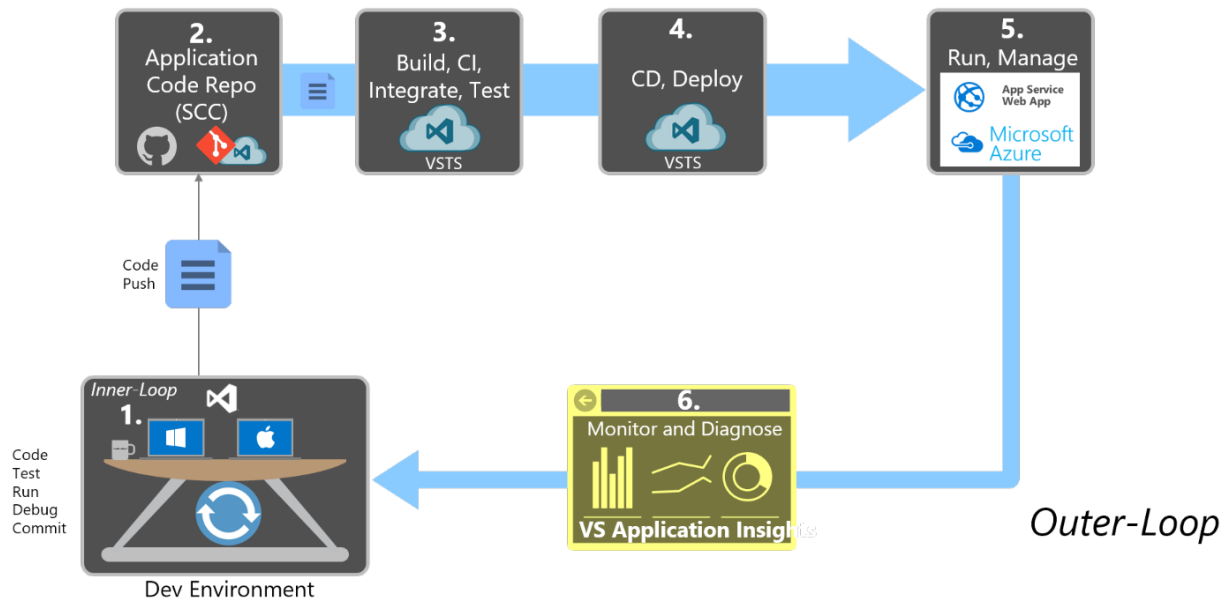 2.
Application
Code Repo
(SCC)
3.
Build, CI,
Integrate, Test
VSTS
4.
CD, Deploy
VSTS
5.
Run, Manage
App Service
Web App
Microsoft
Azure
Code
Push
Inner-Loop
1.
Code
Test
Run
Debug
Commit
Dev Environment
6.
Monitor and Diagnose
VS Application Insights
Outer-Loop